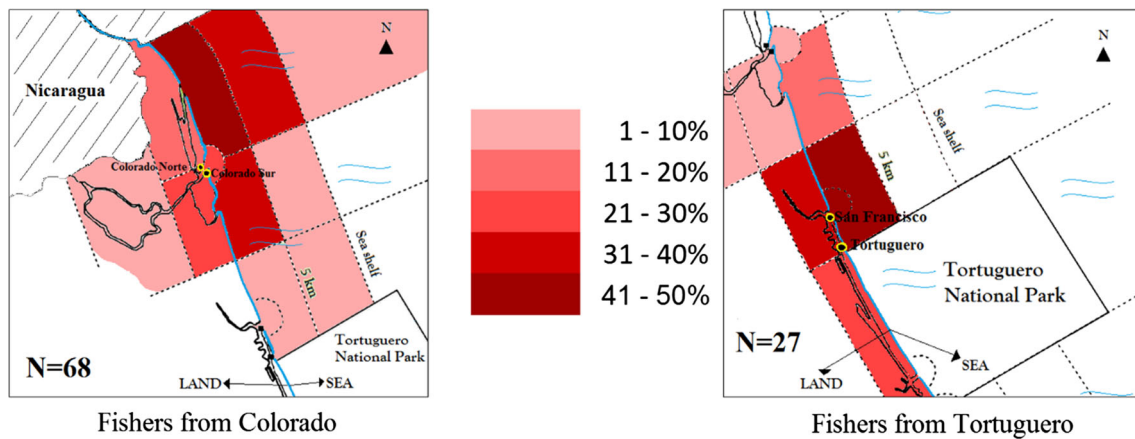 N
Nicaragua
Colorado Norte
Colorado Sur
Sea shelf
5 km
Tortuguero
National Park
N=68
LAND
SEA
Fishers from Colorado
1 - 10%
11 - 20%
21 - 30%
31 - 40%
41 - 50%
N
Sea shelf
5 km
San Francisco
Tortuguero
Tortuguero
National Park
N=27
LAND
SEA
Fishers from Tortuguero